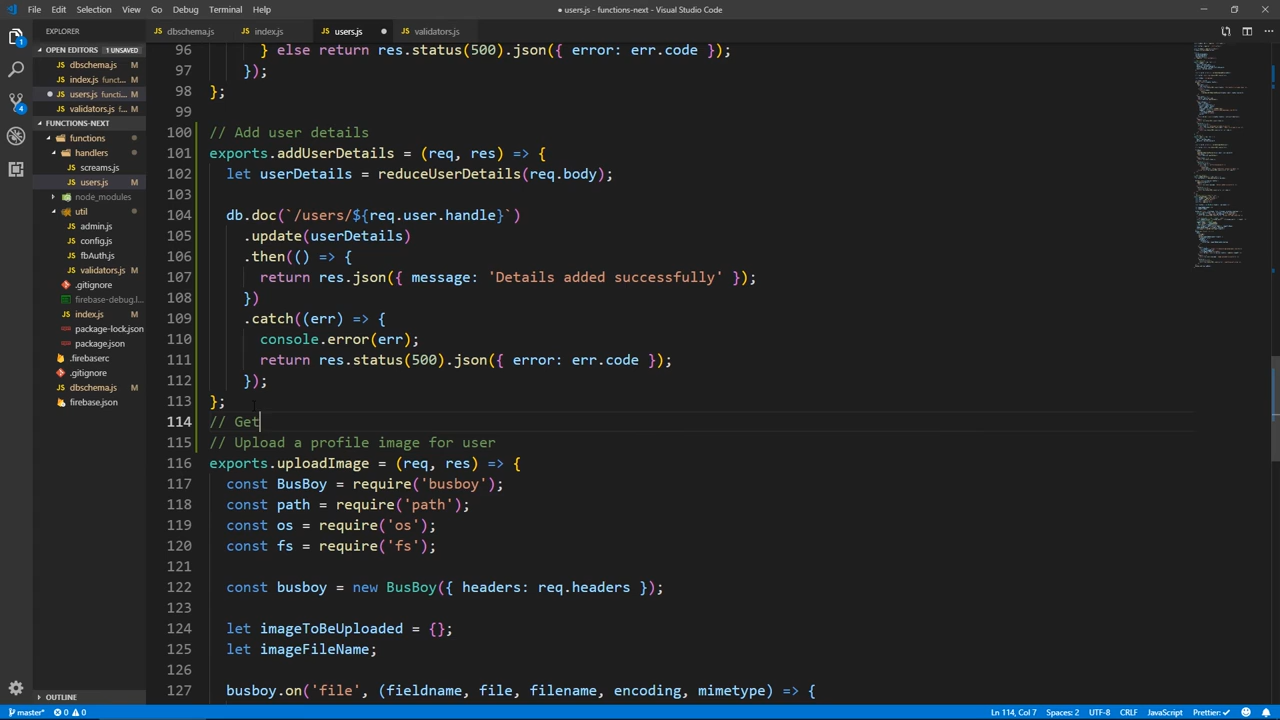 File Edit Selection View Go Debug Terminal Help
● users.js - functions-next - Visual Studio Code
EXPLORER
dbschema.js index.js users.js ● validators.js
OPEN EDITORS 1 UNSAVED
dbschema.js
index.js functi...
● users.js functi...
validators.js f...
FUNCTIONS-NEXT
functions
handlers
screams.js
users.js M
node_modules
util
admin.js
config.js
fbAuth.js
validators.js M
.gitignore
firebase-debug.l...
index.js M
package-lock.json
package.json
.firebaserc
.gitignore
dbschema.js M
firebase.json
OUTLINE
96 } else return res.status(500).json({ error: err.code });
97 });
98 };
99
100 // Add user details
101 exports.addUserDetails = (req, res) => {
102 let userDetails = reduceUserDetails(req.body);
103
104 db.doc(`/users/${req.user.handle}`)
105 .update(userDetails)
106 .then(() => {
107 return res.json({ message: 'Details added successfully' });
108 })
109 .catch((err) => {
110 console.error(err);
111 return res.status(500).json({ error: err.code });
112 });
113 };
114 // Get
115 // Upload a profile image for user
116 exports.uploadImage = (req, res) => {
117 const BusBoy = require('busboy');
118 const path = require('path');
119 const os = require('os');
120 const fs = require('fs');
121
122 const busboy = new BusBoy({ headers: req.headers });
123
124 let imageToBeUploaded = {};
125 let imageFileName;
126
127 busboy.on('file', (fieldname, file, filename, encoding, mimetype) => {
master* 0 0
Ln 114, Col 7 Spaces: 2 UTF-8 CRLF JavaScript Prettier: ✓